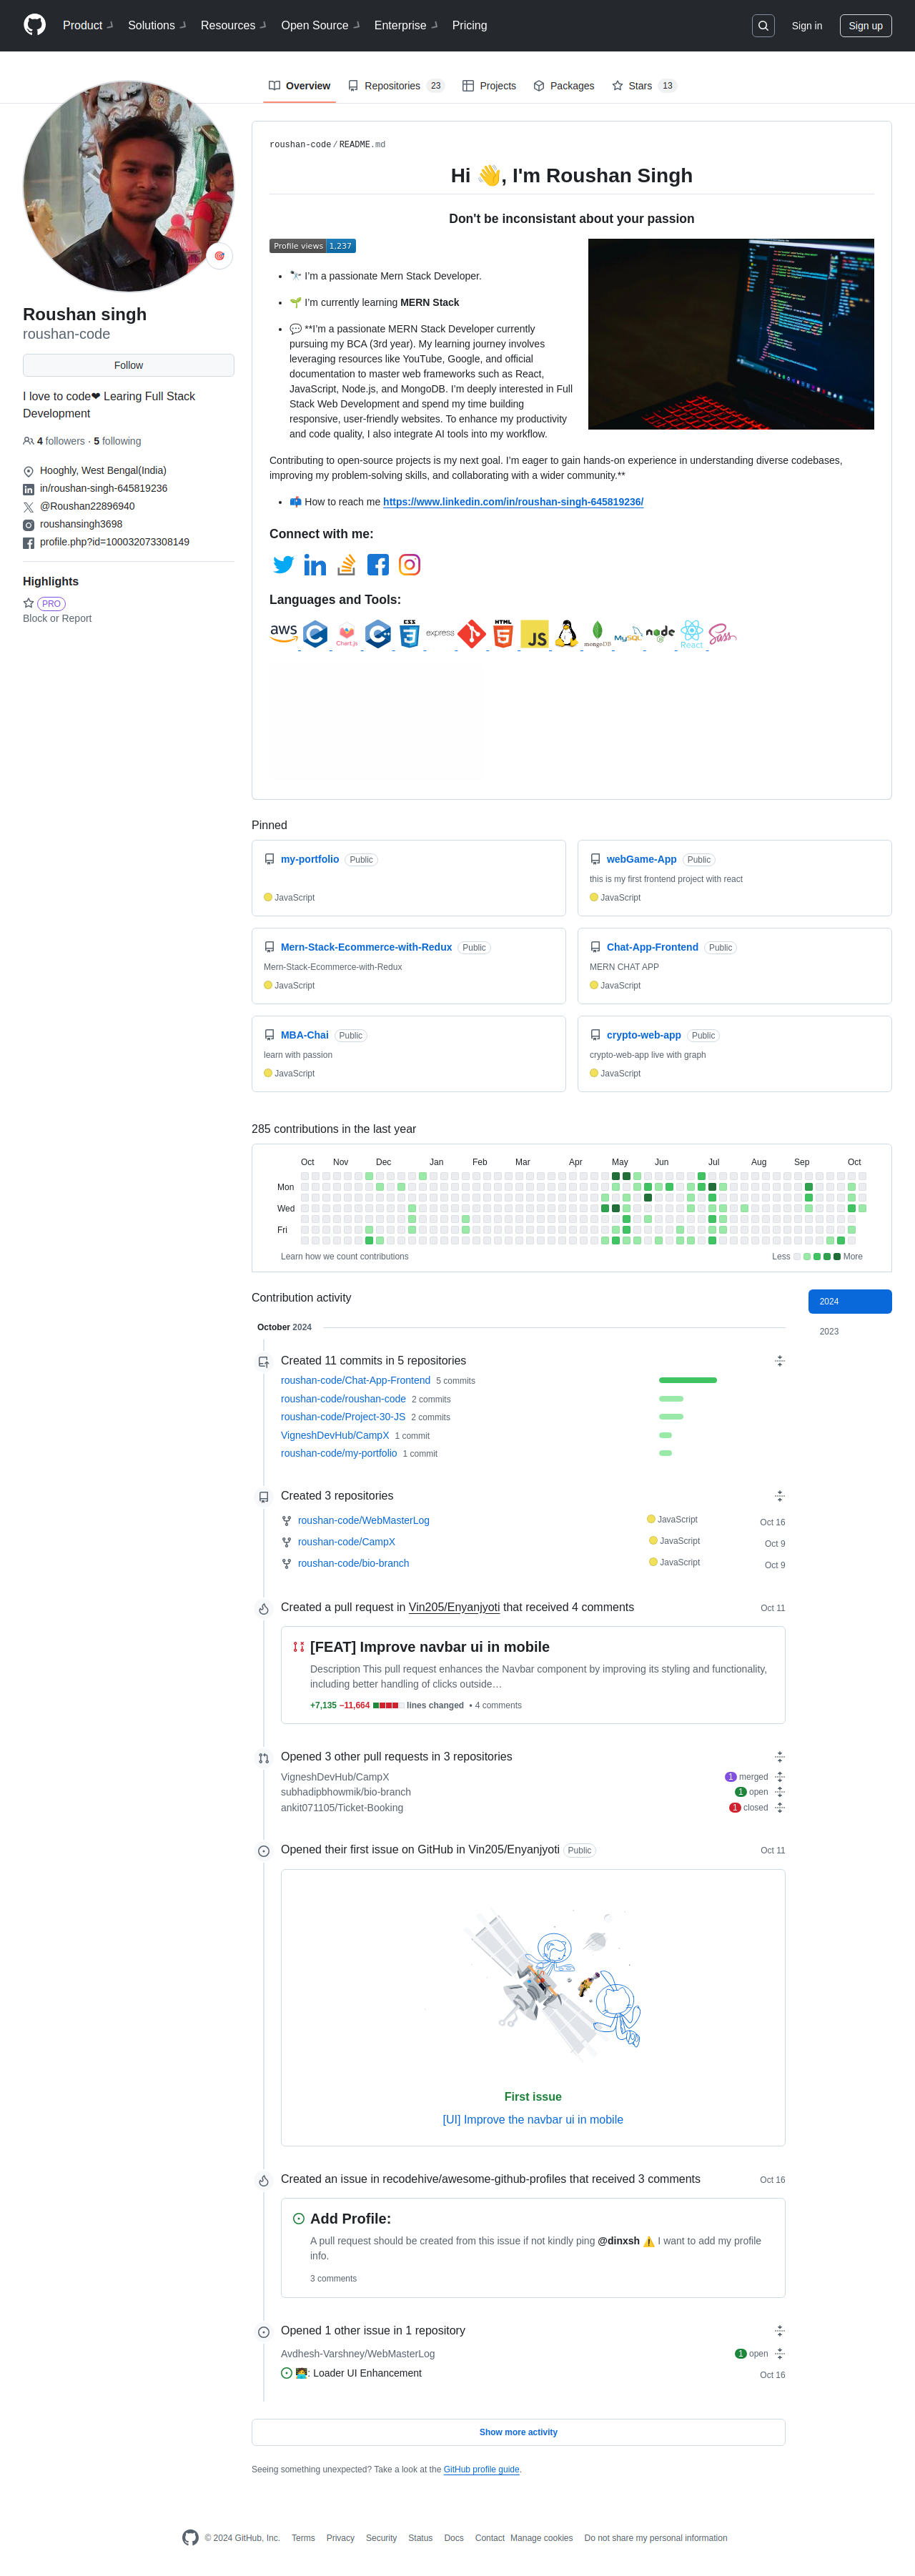 Product Solutions Resources Open Source Enterprise Pricing Sign in Sign up
Overview Repositories 23 Projects Packages Stars 13
Roushan singh
roushan-code
Follow
I love to code❤ Learing Full Stack
Development
4 followers · 5 following
Hooghly, West Bengal(India)
in/roushan-singh-645819236
@Roushan22896940
roushansingh3698
profile.php?id=100032073308149
Highlights
PRO
Block or Report
roushan-code / README.md
Hi 👋, I'm Roushan Singh
Don't be inconsistant about your passion
Profile views 1,237
🔭 I'm a passionate Mern Stack Developer.
🌱 I'm currently learning MERN Stack
💬 **I'm a passionate MERN Stack Developer currently
pursuing my BCA (3rd year). My learning journey involves
leveraging resources like YouTube, Google, and official
documentation to master web frameworks such as React,
JavaScript, Node.js, and MongoDB. I'm deeply interested in Full
Stack Web Development and spend my time building
responsive, user-friendly websites. To enhance my productivity
and code quality, I also integrate AI tools into my workflow.
Contributing to open-source projects is my next goal. I'm eager to gain hands-on experience in understanding diverse codebases,
improving my problem-solving skills, and collaborating with a wider community.**
📫 How to reach me https://www.linkedin.com/in/roushan-singh-645819236/
Connect with me:
Languages and Tools:
aws C Chart.js C++ CSS 3 express HTML 5 JS mongoDB MySQL node React Sass
Pinned
my-portfolio Public
JavaScript
webGame-App Public
this is my first frontend project with react
JavaScript
Mern-Stack-Ecommerce-with-Redux Public
Mern-Stack-Ecommerce-with-Redux
JavaScript
Chat-App-Frontend Public
MERN CHAT APP
JavaScript
MBA-Chai Public
learn with passion
JavaScript
crypto-web-app Public
crypto-web-app live with graph
JavaScript
285 contributions in the last year
Oct Nov Dec Jan Feb Mar Apr May Jun Jul Aug Sep Oct
Mon
Wed
Fri
Learn how we count contributions Less More
Contribution activity
2024
2023
October 2024
Created 11 commits in 5 repositories
roushan-code/Chat-App-Frontend 5 commits
roushan-code/roushan-code 2 commits
roushan-code/Project-30-JS 2 commits
VigneshDevHub/CampX 1 commit
roushan-code/my-portfolio 1 commit
Created 3 repositories
roushan-code/WebMasterLog JavaScript Oct 16
roushan-code/CampX JavaScript Oct 9
roushan-code/bio-branch JavaScript Oct 9
Created a pull request in Vin205/Enyanjyoti that received 4 comments Oct 11
[FEAT] Improve navbar ui in mobile
Description This pull request enhances the Navbar component by improving its styling and functionality,
including better handling of clicks outside…
+7,135 −11,664 lines changed • 4 comments
Opened 3 other pull requests in 3 repositories
VigneshDevHub/CampX 1 merged
subhadipbhowmik/bio-branch 1 open
ankit071105/Ticket-Booking 1 closed
Opened their first issue on GitHub in Vin205/Enyanjyoti Public Oct 11
First issue
[UI] Improve the navbar ui in mobile
Created an issue in recodehive/awesome-github-profiles that received 3 comments Oct 16
Add Profile:
A pull request should be created from this issue if not kindly ping @dinxsh ⚠️ I want to add my profile
info.
3 comments
Opened 1 other issue in 1 repository
Avdhesh-Varshney/WebMasterLog 1 open
🧑‍💻: Loader UI Enhancement Oct 16
Show more activity
Seeing something unexpected? Take a look at the GitHub profile guide.
© 2024 GitHub, Inc. Terms Privacy Security Status Docs Contact Manage cookies Do not share my personal information